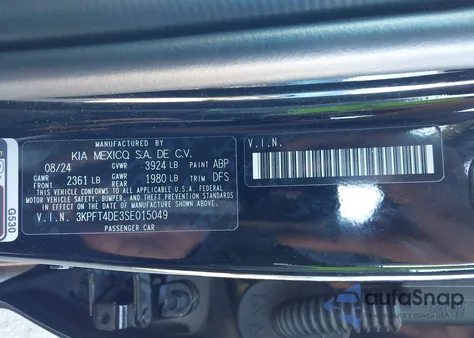 MANUFACTURED BY
KIA MEXICO, S.A. DE C.V.
08/24 GVWR 3924 LB PAINT ABP
GAWR FRONT 2361 LB GAWR REAR 1980 LB TRIM DFS
THIS VEHICLE CONFORMS TO ALL APPLICABLE U.S. FEDERAL
MOTOR VEHICLE SAFETY, BUMPER, AND THEFT PREVENTION STANDARDS
IN EFFECT ON THE DATE OF MANUFACTURE SHOWN ABOVE.
V.I.N. 3KPFT4DE3SE015049
PASSENGER CAR
V.I.N.
G530
autoSnap